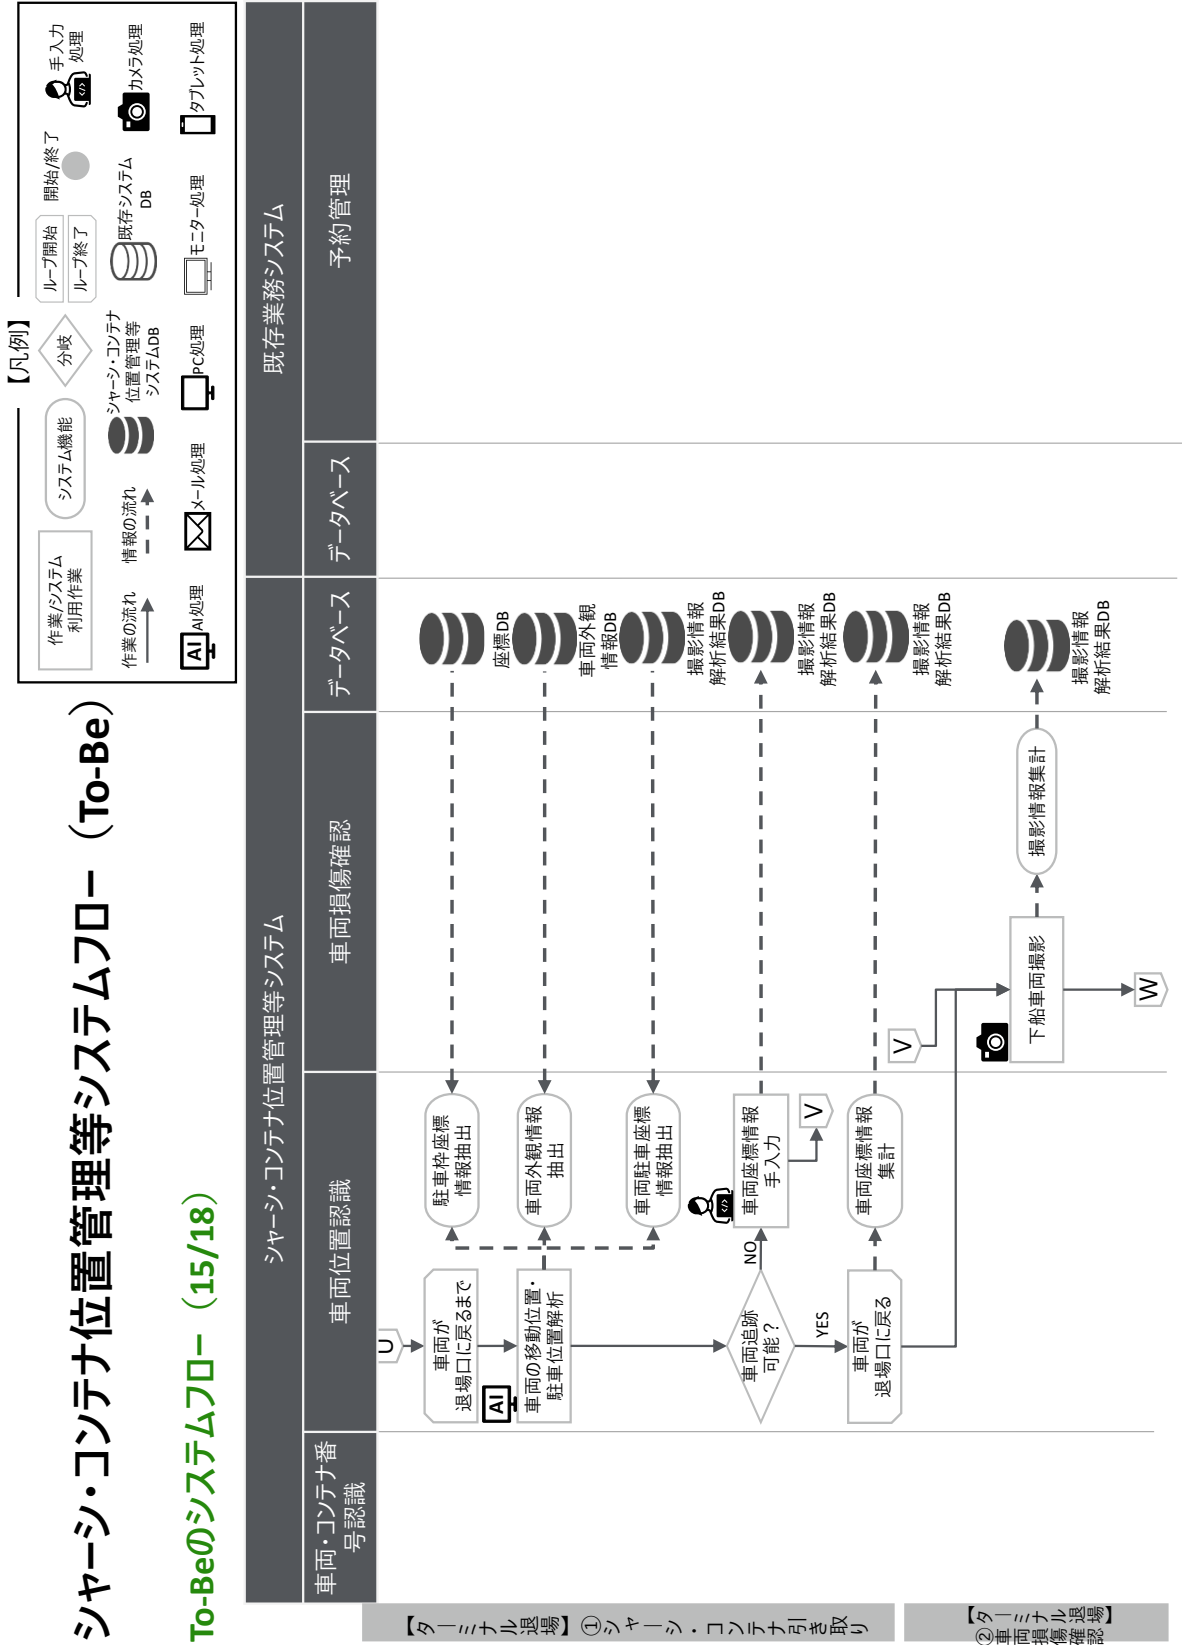 シャーシ・コンテナ位置管理等システムフロー（To-Be）
To-Beのシステムフロー（15/18）
【凡例】
作業/システム
利用作業
システム機能
分岐
ループ開始
ループ終了
開始/終了
手入力
処理
作業の流れ
情報の流れ
シャーシ・コンテナ
位置管理等
システムDB
既存システム
DB
カメラ処理
AI
AI処理
メール処理
PC処理
モニター処理
タブレット処理
シャーシ・コンテナ位置管理等システム
既存業務システム
車両・コンテナ番
号認識
車両位置認識
車両損傷確認
データベース
データベース
予約管理
【ターミナル退
場】①シャーシ・コンテナ引き取
り
U
車両が
退場口に戻るまで
駐車枠座標
情報抽出
座標DB
AI
車両の移動位置・
駐車位置解析
車両外観情報
抽出
車両外観
情報DB
車両駐車座標
情報抽出
撮影情報
解析結果DB
車両追跡
可能？
NO
車両座標情報
手入力
撮影情報
解析結果DB
V
YES
車両が
退場口に戻る
車両座標情報
集計
撮影情報
解析結果DB
【ターミナル退場】
②車両損傷確認
V
下船車両撮影
撮影情報集計
撮影情報
解析結果DB
W